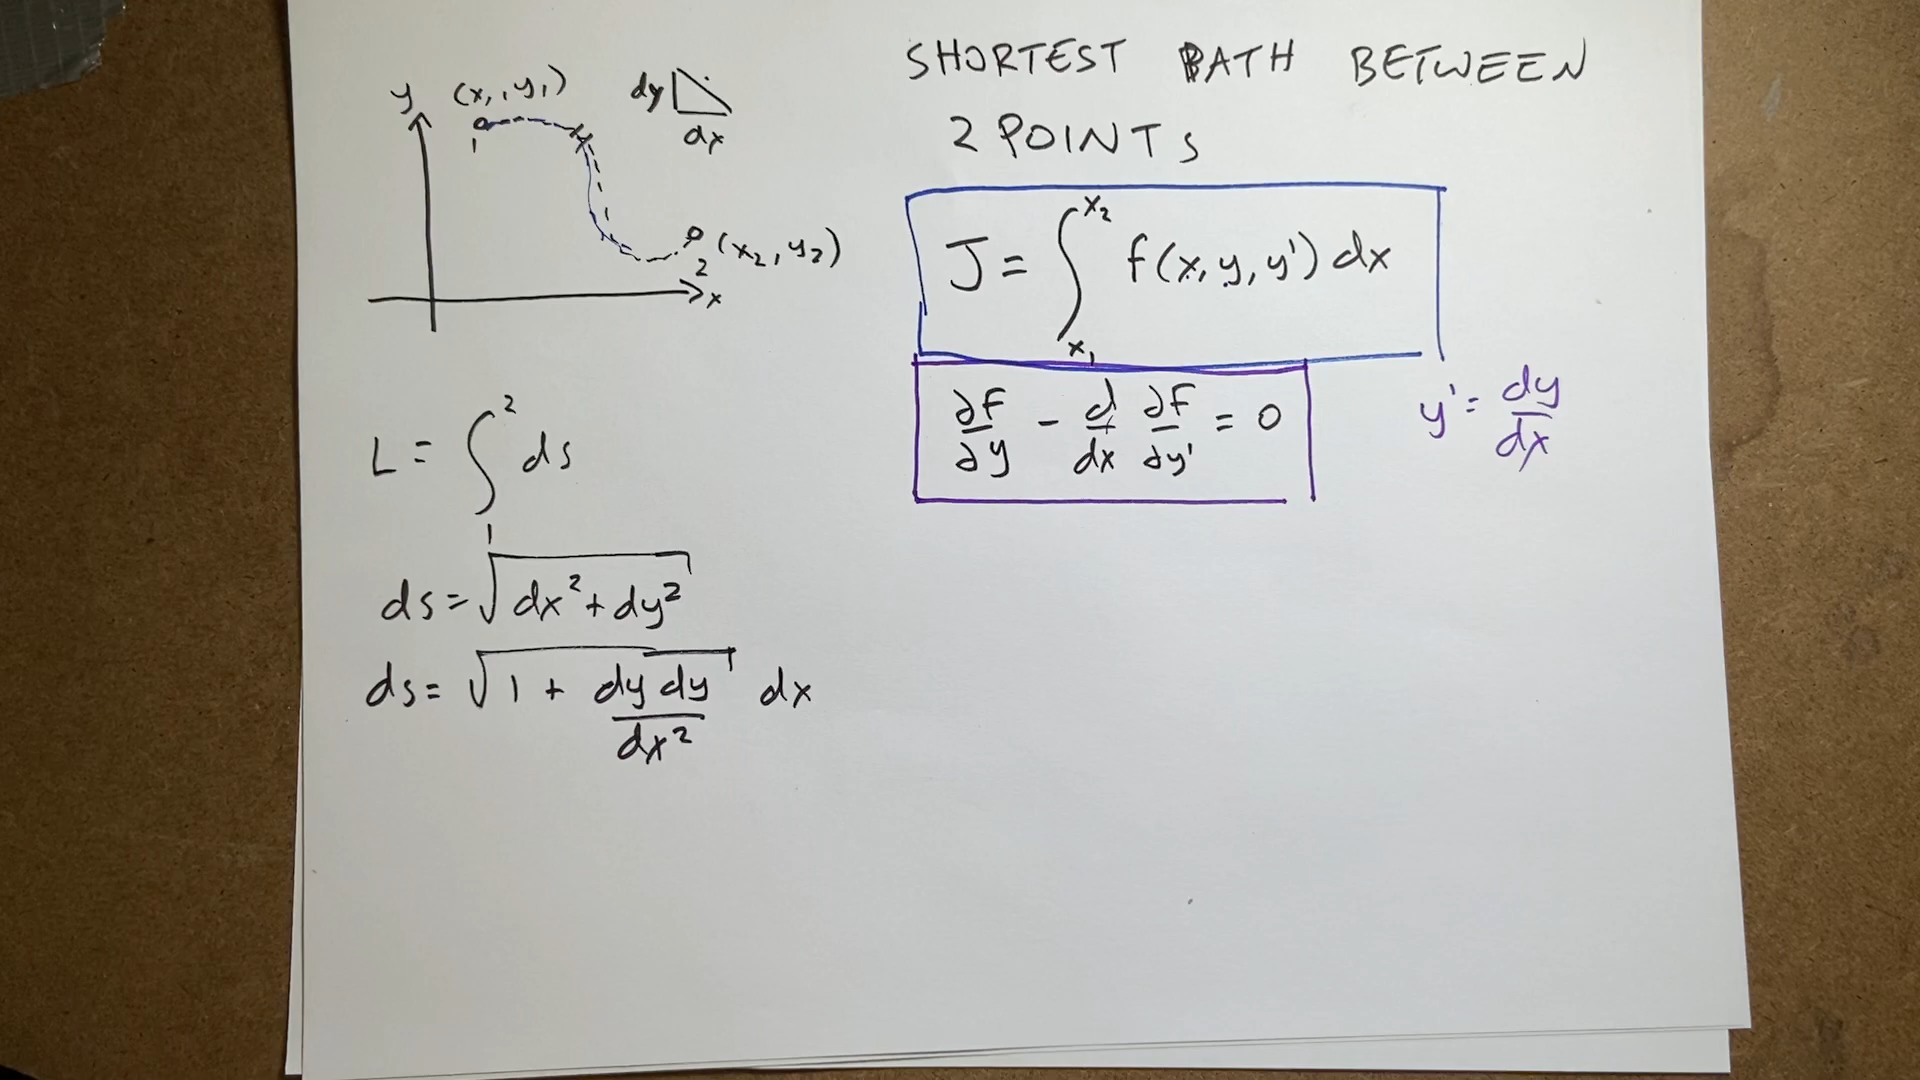 SHORTEST PATH BETWEEN
2 POINTS
y
(x₁, y₁)
1
dy
dx
(x₂, y₂)
2
x
J = ∫ₓ₁ˣ² f(x, y, y') dx
∂F/∂y - d/dx ∂F/∂y' = 0
y' = dy/dx
L = ∫₁² ds
ds = √(dx² + dy²)
ds = √(1 + dy dy/dx²) dx